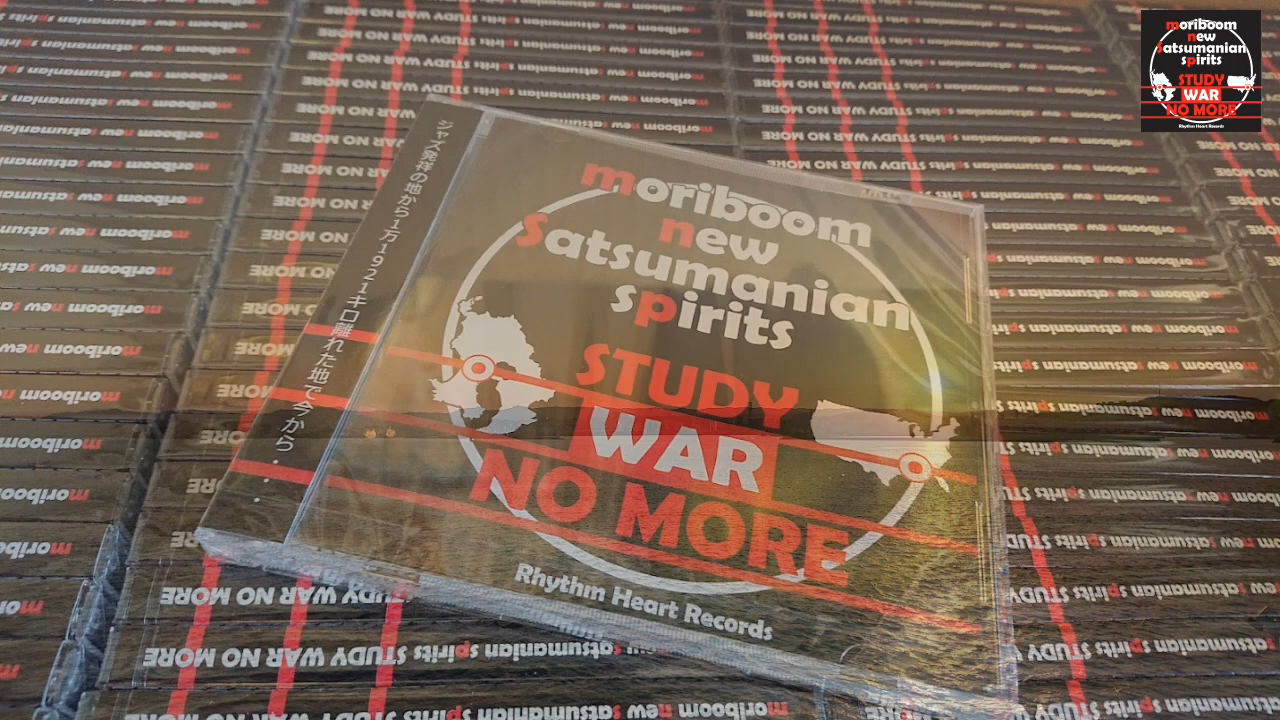 moriboom
new
Satsumanian
spirits
STUDY
WAR
NO MORE
Rhythm Heart Records
ジャズ発祥の地から1万1921キロ離れた地で今から・・・
moriboom
new
Satsumanian
spirits
STUDY
WAR
NO MORE
Rhythm Heart Records
moriboom new satsumanian spirits STUDY WAR NO MORE